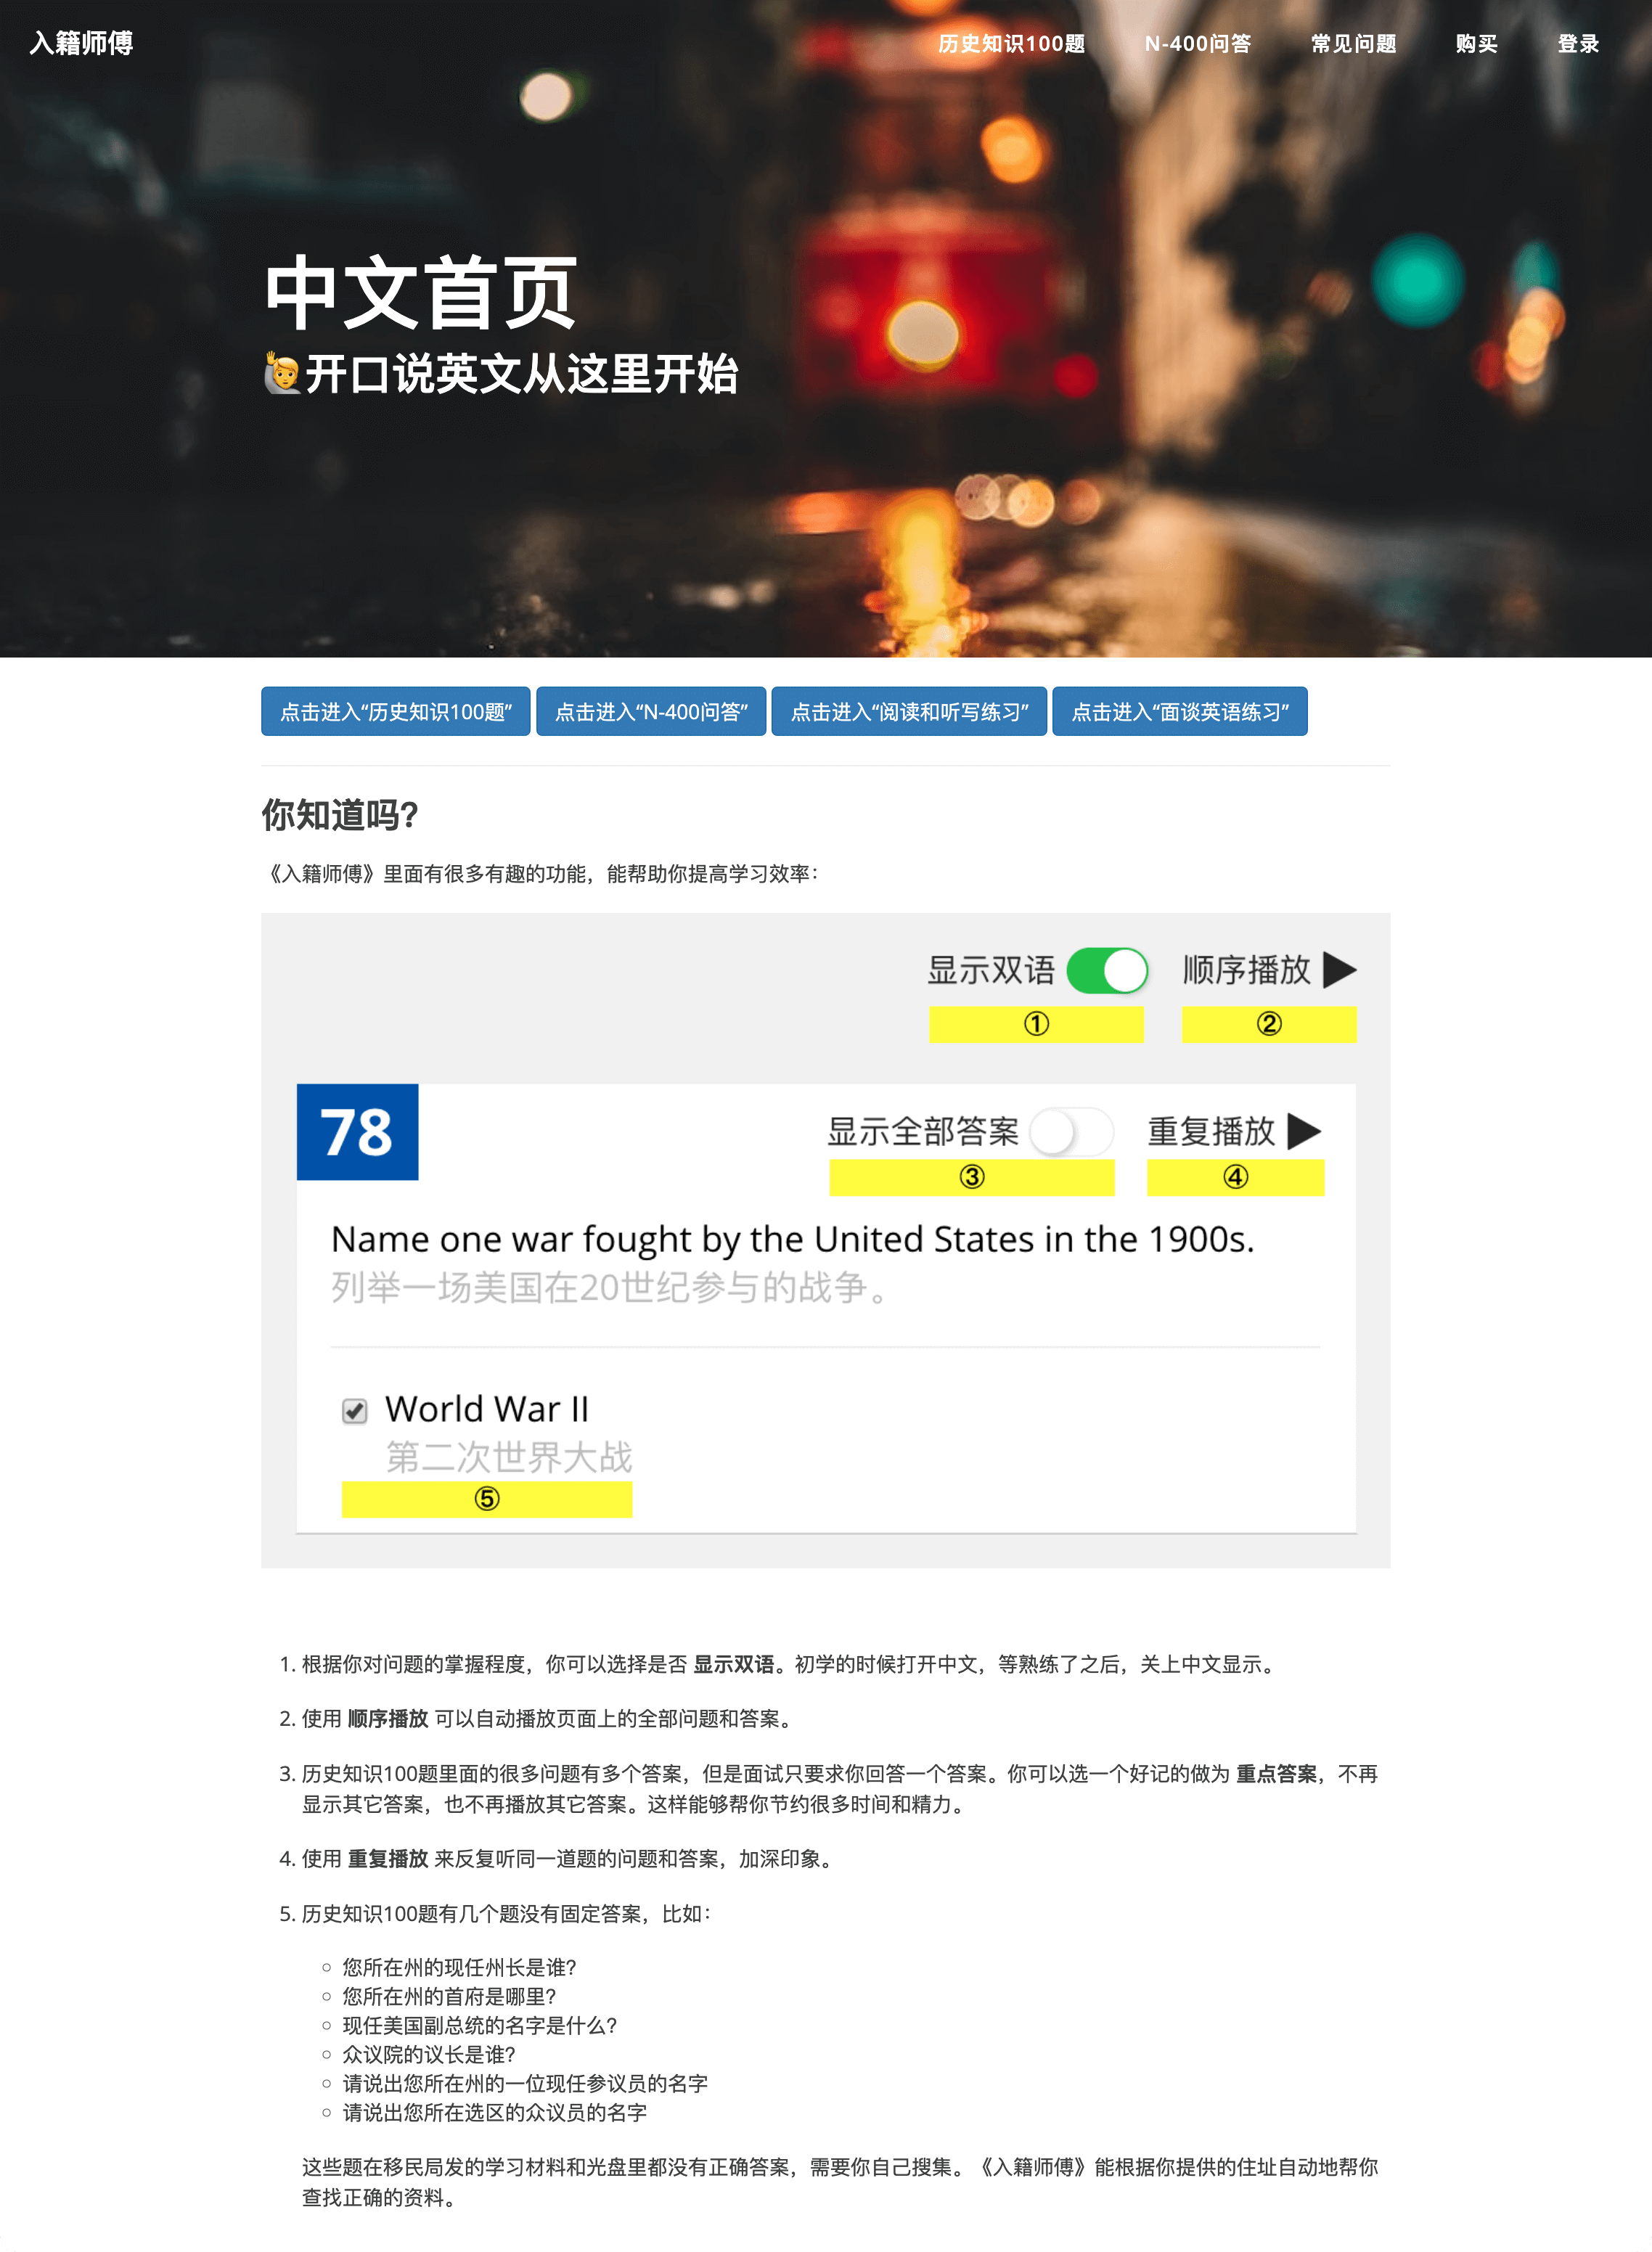 入籍师傅
历史知识100题 N-400问答 常见问题 购买 登录
中文首页
🙋开口说英文从这里开始
点击进入“历史知识100题” 点击进入“N-400问答” 点击进入“阅读和听写练习” 点击进入“面谈英语练习”
你知道吗?
《入籍师傅》里面有很多有趣的功能，能帮助你提高学习效率：
显示双语 顺序播放 ▶
① ②
78
显示全部答案 重复播放 ▶
③ ④
Name one war fought by the United States in the 1900s.
列举一场美国在20世纪参与的战争。
World War II
第二次世界大战
⑤
1. 根据你对问题的掌握程度，你可以选择是否 显示双语。初学的时候打开中文，等熟练了之后，关上中文显示。
2. 使用 顺序播放 可以自动播放页面上的全部问题和答案。
3. 历史知识100题里面的很多问题有多个答案，但是面试只要求你回答一个答案。你可以选一个好记的做为 重点答案，不再
显示其它答案，也不再播放其它答案。这样能够帮你节约很多时间和精力。
4. 使用 重复播放 来反复听同一道题的问题和答案，加深印象。
5. 历史知识100题有几个题没有固定答案，比如：
○ 您所在州的现任州长是谁?
○ 您所在州的首府是哪里?
○ 现任美国副总统的名字是什么?
○ 众议院的议长是谁?
○ 请说出您所在州的一位现任参议员的名字
○ 请说出您所在选区的众议员的名字
这些题在移民局发的学习材料和光盘里都没有正确答案，需要你自己搜集。《入籍师傅》能根据你提供的住址自动地帮你
查找正确的资料。